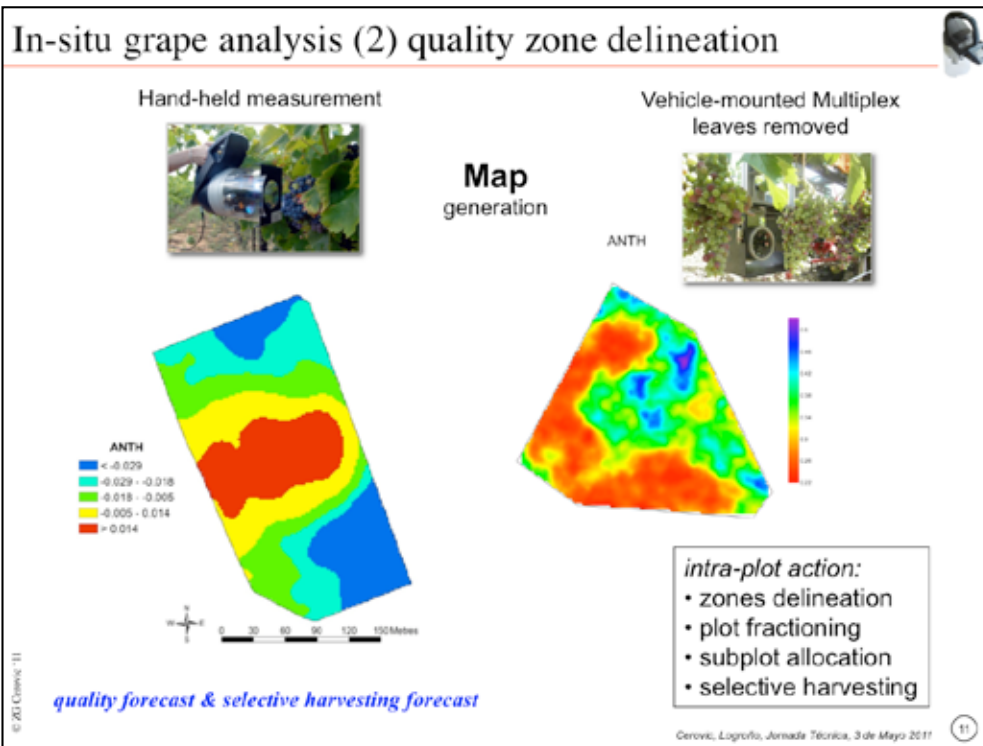 In-situ grape analysis (2) quality zone delineation
Hand-held measurement
Vehicle-mounted Multiplex
leaves removed
Map
generation
ANTH
ANTH
< -0.029
-0.029 - -0.018
-0.018 - -0.005
-0.005 - 0.014
> 0.014
N
W E
S
0 30 60 90 120 150 Metres
intra-plot action:
• zones delineation
• plot fractioning
• subplot allocation
• selective harvesting
quality forecast & selective harvesting forecast
© ZG Cerovic '11
Cerovic, Logroño, Jornada Técnica, 3 de Mayo 2011
11